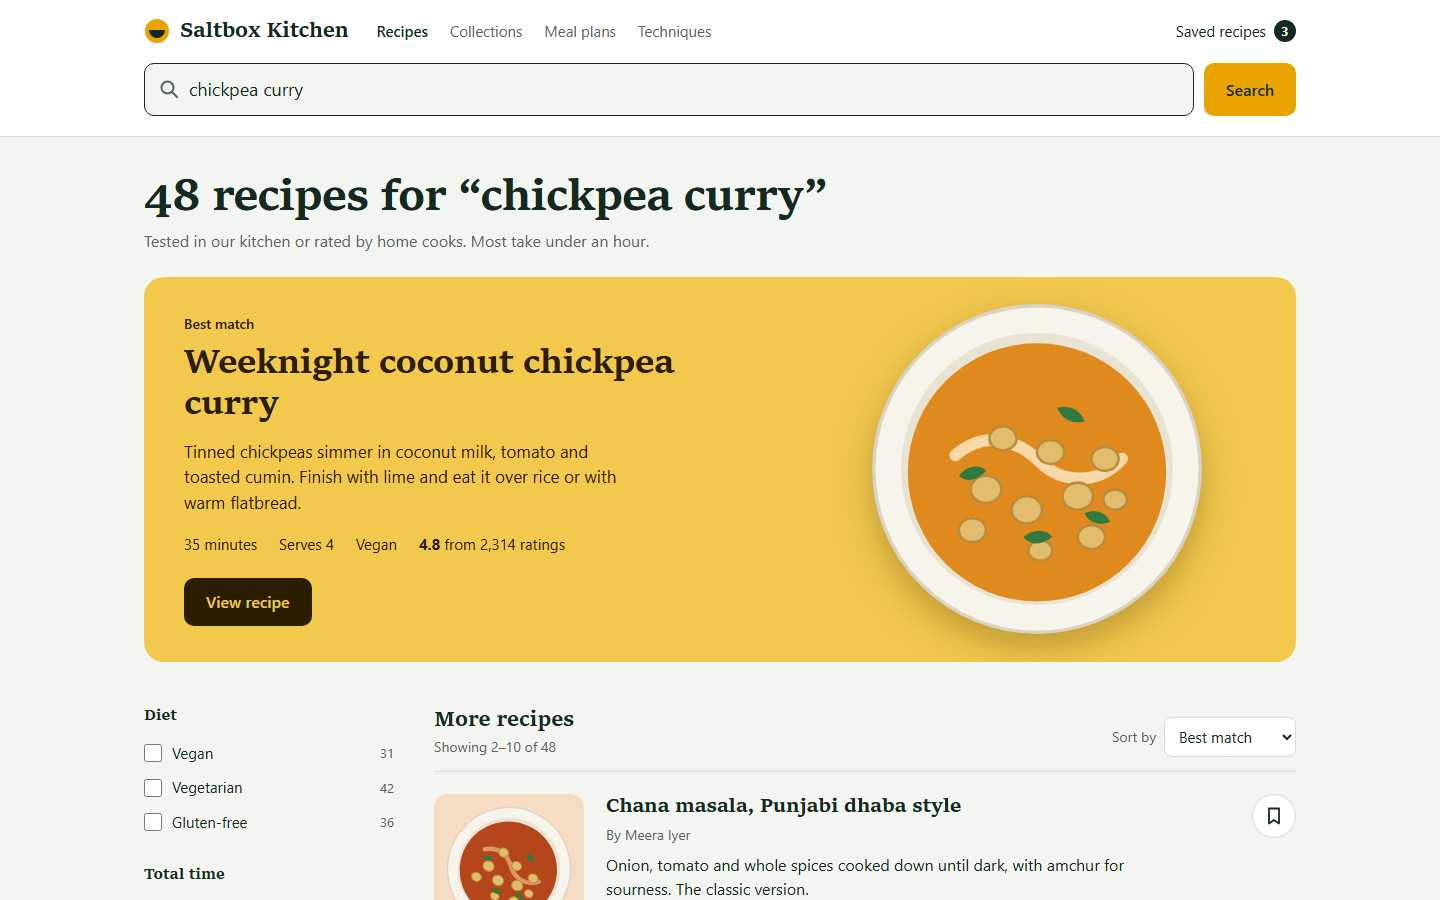 Saltbox Kitchen
Recipes
Collections
Meal plans
Techniques
Saved recipes 3
chickpea curry
Search
48 recipes for “chickpea curry”
Tested in our kitchen or rated by home cooks. Most take under an hour.
Best match
Weeknight coconut chickpea
curry
Tinned chickpeas simmer in coconut milk, tomato and
toasted cumin. Finish with lime and eat it over rice or with
warm flatbread.
35 minutes
Serves 4
Vegan
4.8 from 2,314 ratings
View recipe
Diet
Vegan 31
Vegetarian 42
Gluten-free 36
Total time
More recipes
Showing 2–10 of 48
Sort by
Best match
Chana masala, Punjabi dhaba style
By Meera Iyer
Onion, tomato and whole spices cooked down until dark, with amchur for
sourness. The classic version.